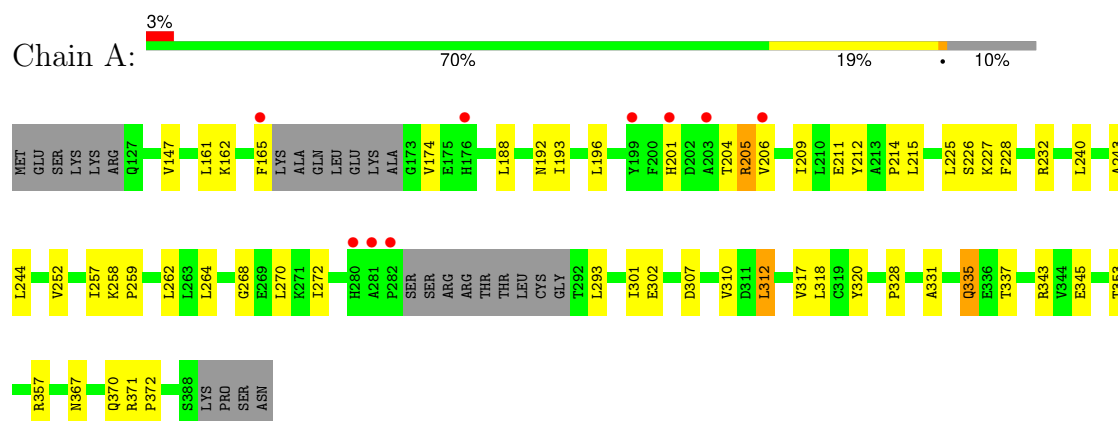 3%
Chain A:
70% 19% • 10%
MET GLU SER LYS LYS ARG Q127 V147 L161 K162 F165 LYS ALA GLN LEU GLU LYS ALA G173 V174 E175 H176 L188 N192 I193 L196 Y199 F200 H201 D202 A203 T204 R205 V206 I209 L210 E211 Y212 A213 P214 L215 L225 S226 K227 F228 R232 L240 A243
L244 V252 I257 K258 P259 L262 L263 L264 G268 E269 L270 K271 I272 H280 A281 P282 SER SER ARG ARG THR THR LEU CYS GLY T292 L293 I301 E302 D307 V310 D311 L312 V317 L318 C319 Y320 P328 A331 Q335 E336 T337 R343 V344 E345 T353
R357 N367 Q370 R371 P372 S388 LYS PRO SER ASN